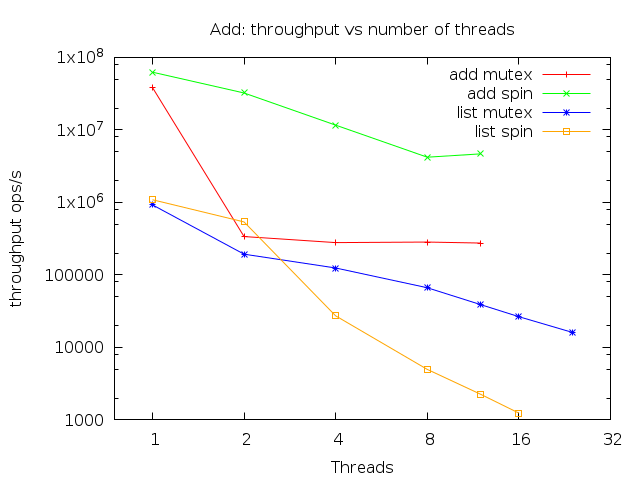 Add: throughput vs number of threads
add mutex
add spin
list mutex
list spin
throughput ops/s
1x10^8
1x10^7
1x10^6
100000
10000
1000
1 2 4 8 16 32
Threads